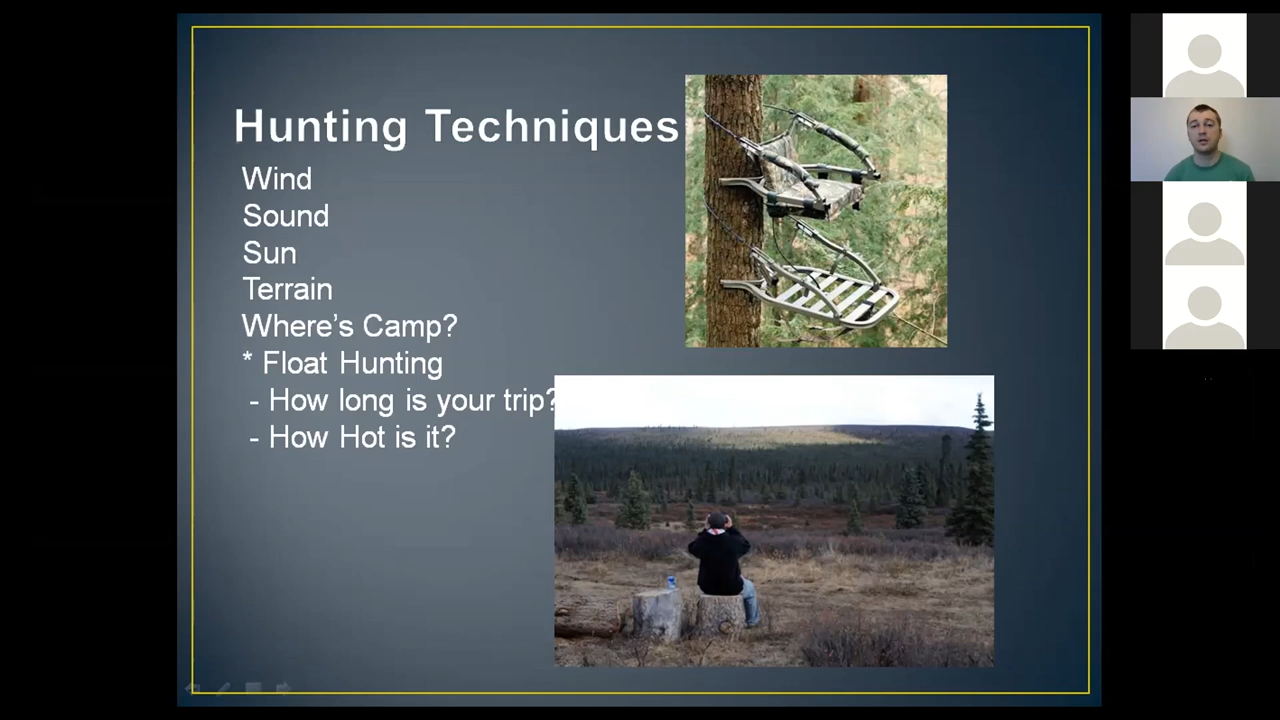 Hunting Techniques
Wind
Sound
Sun
Terrain
Where's Camp?
* Float Hunting
- How long is your trip?
- How Hot is it?